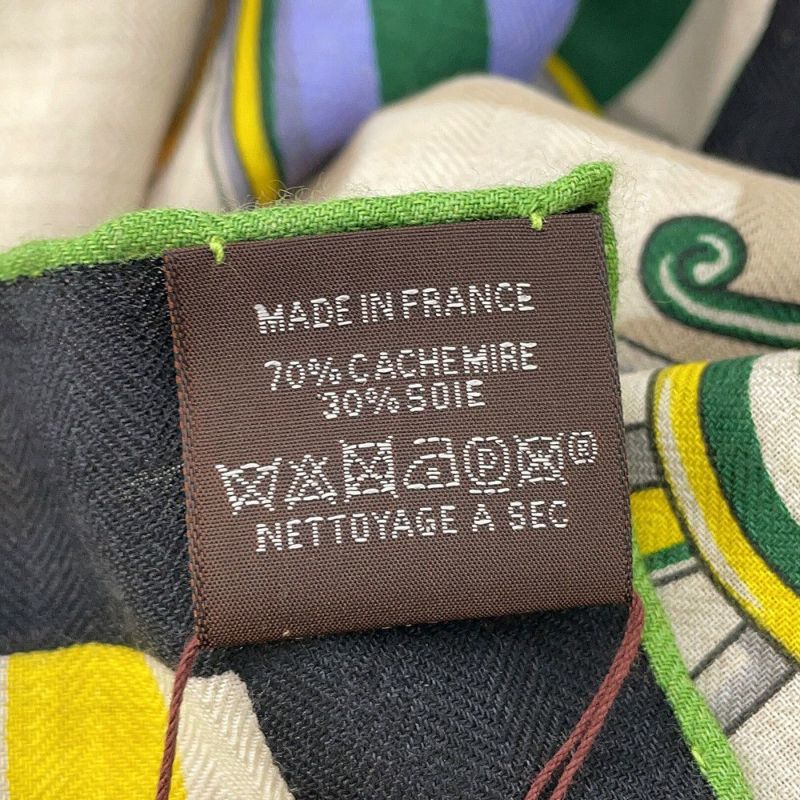 MADE IN FRANCE
70% CACHEMIRE
30% SOIE
P ®
NETTOYAGE A SEC